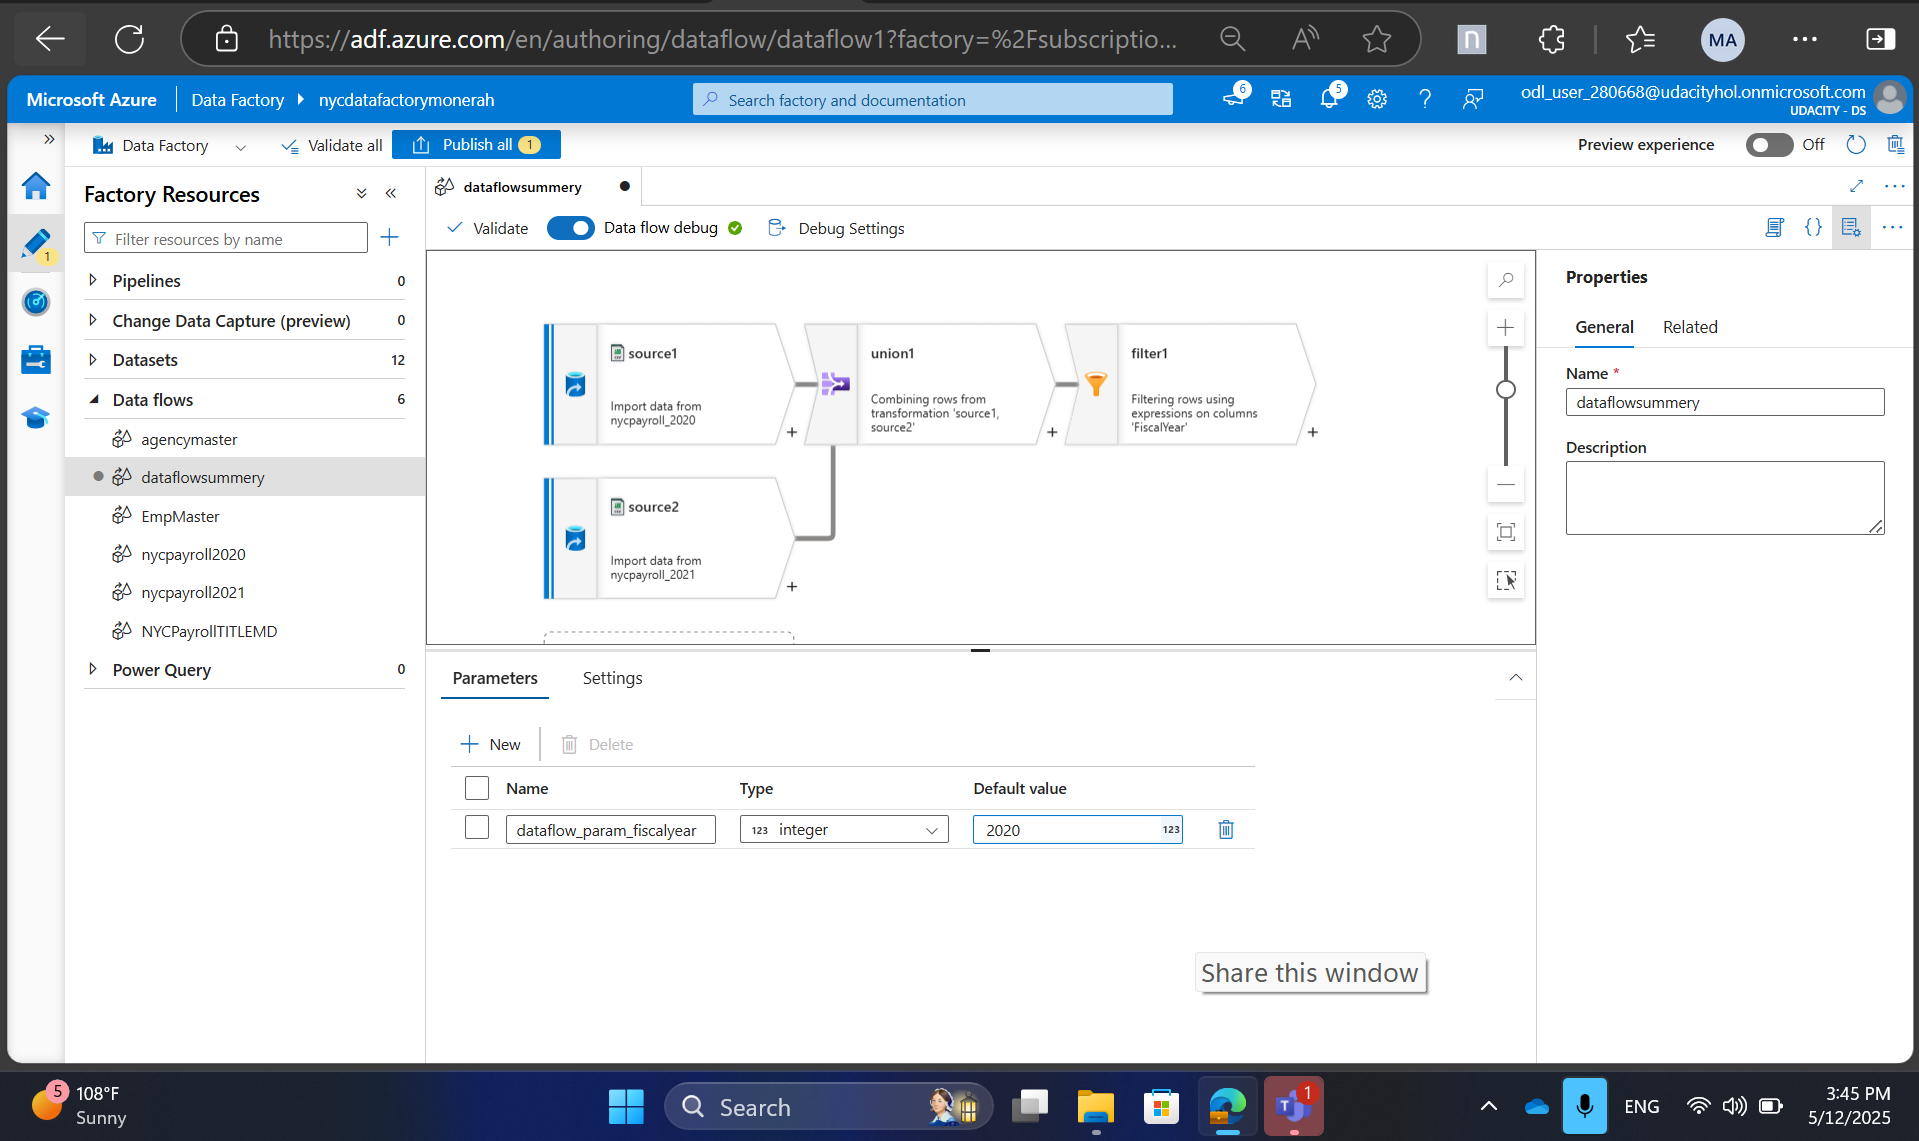 https://adf.azure.com/en/authoring/dataflow/dataflow1?factory=%2Fsubscriptio...
MA
Microsoft Azure
Data Factory
nycdatafactorymonerah
Search factory and documentation
6
5
odl_user_280668@udacityhol.onmicrosoft.com
UDACITY - DS
Data Factory
Validate all
Publish all 1
Preview experience
Off
Factory Resources
dataflowsummery
Filter resources by name
Validate
Data flow debug
Debug Settings
1
Pipelines 0
Change Data Capture (preview) 0
Datasets 12
Data flows 6
agencymaster
dataflowsummery
EmpMaster
nycpayroll2020
nycpayroll2021
NYCPayrollTITLEMD
Power Query 0
source1
Import data from
nycpayroll_2020
union1
Combining rows from
transformation 'source1,
source2'
filter1
Filtering rows using
expressions on columns
'FiscalYear'
source2
Import data from
nycpayroll_2021
Properties
General Related
Name *
dataflowsummery
Description
Parameters Settings
New Delete
Name Type Default value
dataflow_param_fiscalyear 123 integer 2020 123
Share this window
5
108°F
Sunny
Search
1
ENG
3:45 PM
5/12/2025